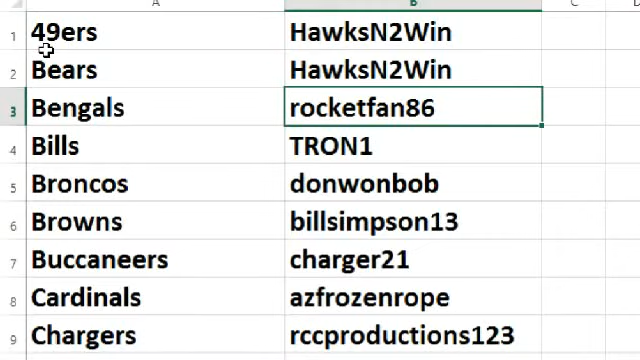 A B C
1 49ers HawksN2Win
2 Bears HawksN2Win
3 Bengals rocketfan86
4 Bills TRON1
5 Broncos donwonbob
6 Browns billsimpson13
7 Buccaneers charger21
8 Cardinals azfrozenrope
9 Chargers rccproductions123